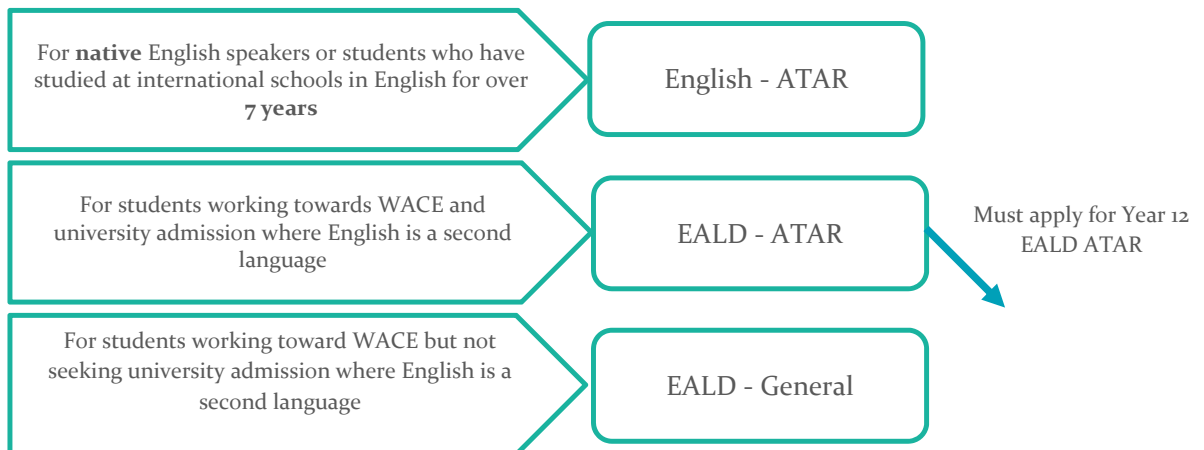 For native English speakers or students who have
studied at international schools in English for over
7 years
English - ATAR
For students working towards WACE and
university admission where English is a second
language
EALD - ATAR
Must apply for Year 12
EALD ATAR
For students working toward WACE but not
seeking university admission where English is a
second language
EALD - General